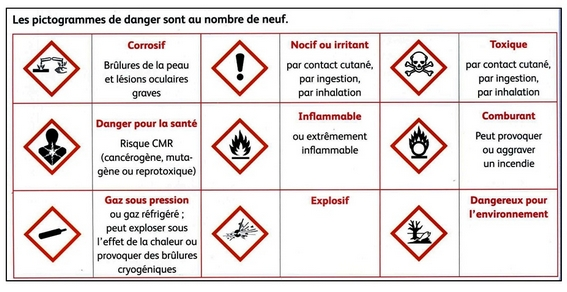 Les pictogrammes de danger sont au nombre de neuf.
Corrosif
Brûlures de la peau
et lésions oculaires
graves
Nocif ou irritant
par contact cutané,
par ingestion,
par inhalation
Toxique
par contact cutané,
par ingestion,
par inhalation
Danger pour la santé
Risque CMR
(cancérogène, muta-
gène ou reprotoxique)
Inflammable
ou extrêmement
inflammable
Comburant
Peut provoquer
ou aggraver
un incendie
Gaz sous pression
ou gaz réfrigéré ;
peut exploser sous
l'effet de la chaleur ou
provoquer des brûlures
cryogéniques
Explosif
Dangereux pour
l'environnement